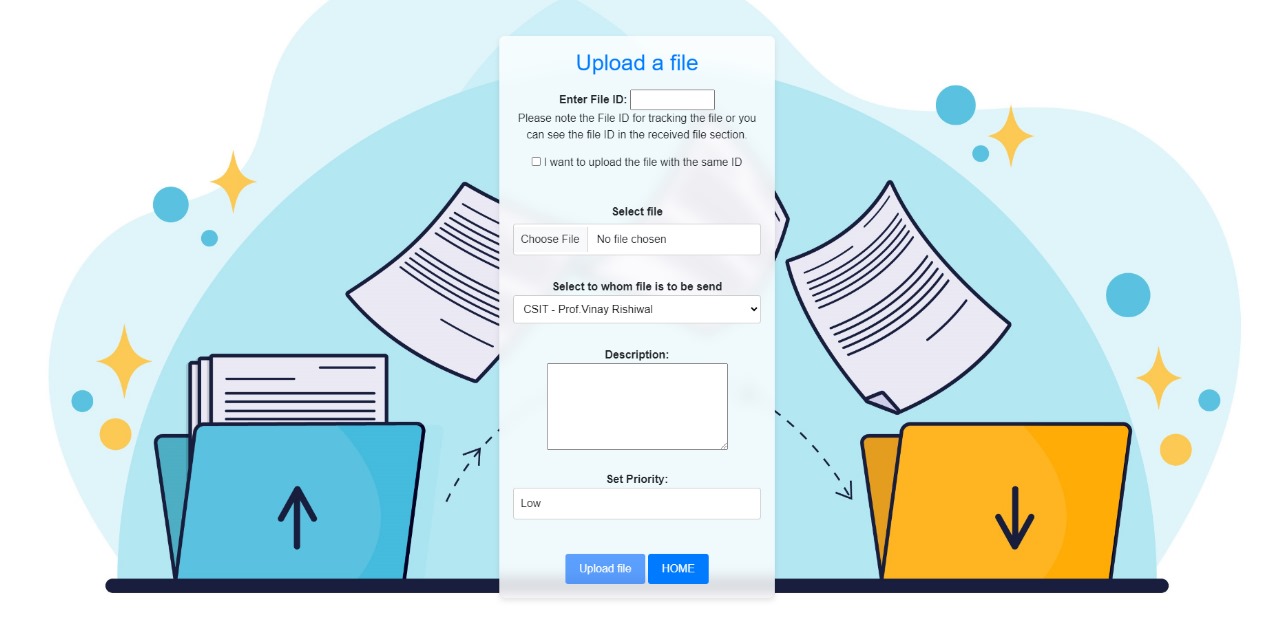 Upload a file
Enter File ID:
Please note the File ID for tracking the file or you
can see the file ID in the received file section.
I want to upload the file with the same ID
Select file
Choose File No file chosen
Select to whom file is to be send
CSIT - Prof.Vinay Rishiwal
Description:
Set Priority:
Low
Upload file HOME